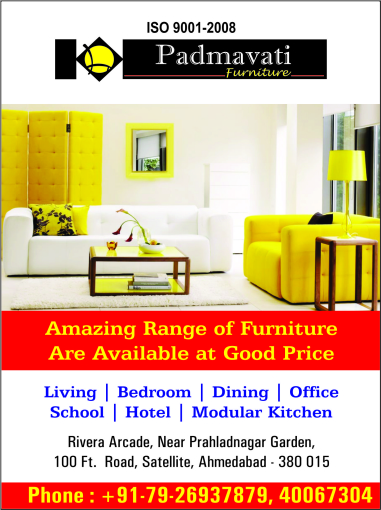 ISO 9001-2008
Padmavati
Furniture
Amazing Range of Furniture
Are Available at Good Price
Living | Bedroom | Dining | Office
School | Hotel | Modular Kitchen
Rivera Arcade, Near Prahladnagar Garden,
100 Ft. Road, Satellite, Ahmedabad - 380 015
Phone : +91-79-26937879, 40067304